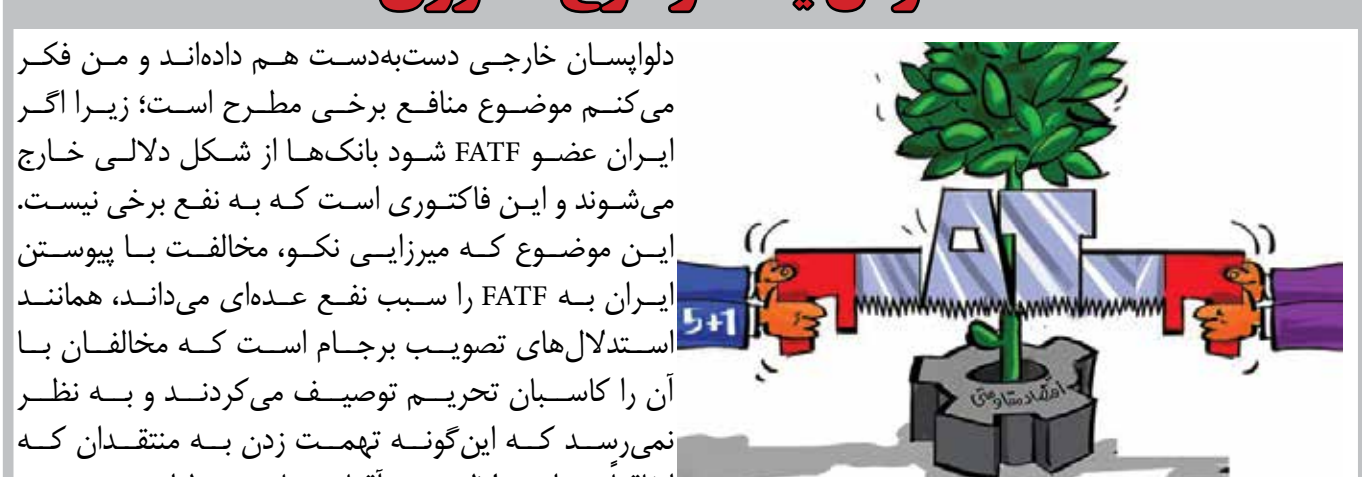 دلواپسان خارجی دست‌به‌دست هم داده‌اند و من فکر
می‌کنم موضوع منافع برخی مطرح است؛ زیرا اگر
ایران عضو FATF شود بانک‌ها از شکل دلالی خارج
می‌شوند و این فاکتوری است که به نفع برخی نیست.
این موضوع که میرزایی نکو، مخالفت با پیوستن
ایران به FATF را سبب نفع عده‌ای می‌داند، همانند
استدلال‌های تصویب برجام است که مخالفان با
آن را کاسبان تحریم توصیف می‌کردند و به نظر
نمی‌رسد که این‌گونه تهمت زدن به منتقدان که
FATF
5+1
اقتصاد مقاومتی